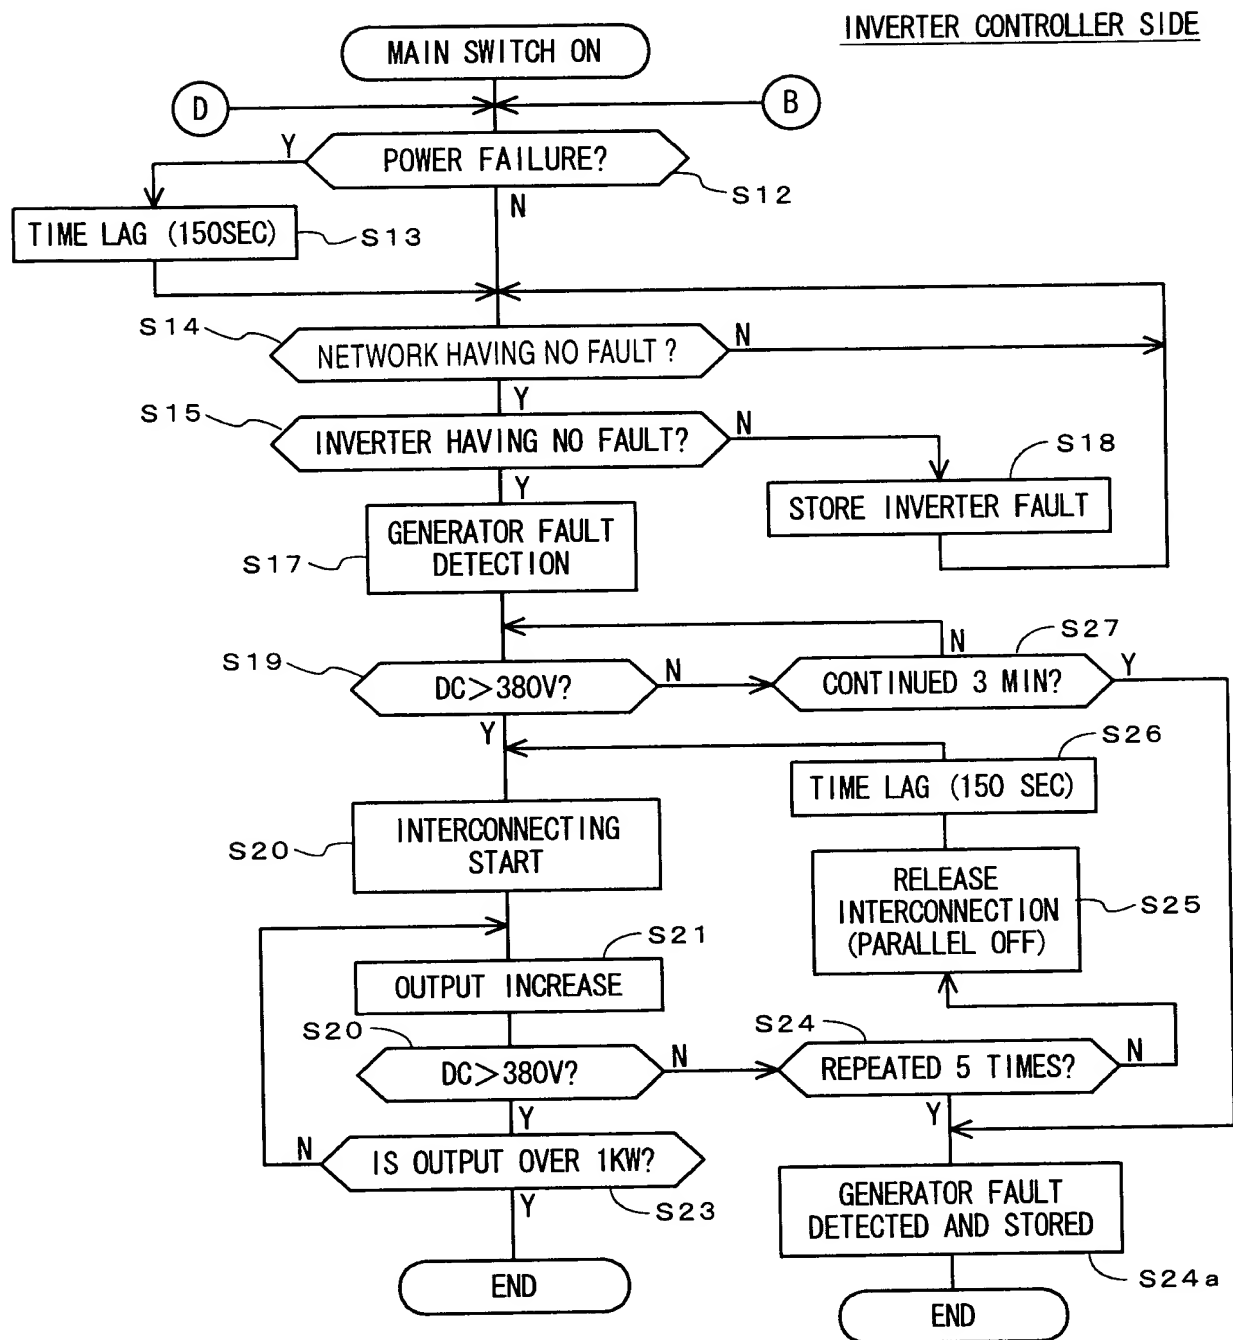 INVERTER CONTROLLER SIDE
MAIN SWITCH ON
D
B
Y
POWER FAILURE?
S12
N
TIME LAG (150SEC)
S13
S14
NETWORK HAVING NO FAULT ?
N
Y
S15
INVERTER HAVING NO FAULT?
N
S18
Y
STORE INVERTER FAULT
GENERATOR FAULT
DETECTION
S17
S27
N
S19
DC>380V?
N
CONTINUED 3 MIN?
Y
Y
S26
TIME LAG (150 SEC)
INTERCONNECTING
START
S20
RELEASE
INTERCONNECTION
(PARALLEL OFF)
S25
S21
OUTPUT INCREASE
S20
S24
DC>380V?
N
REPEATED 5 TIMES?
N
Y
Y
N
IS OUTPUT OVER 1KW?
Y
S23
GENERATOR FAULT
DETECTED AND STORED
S24a
END
END